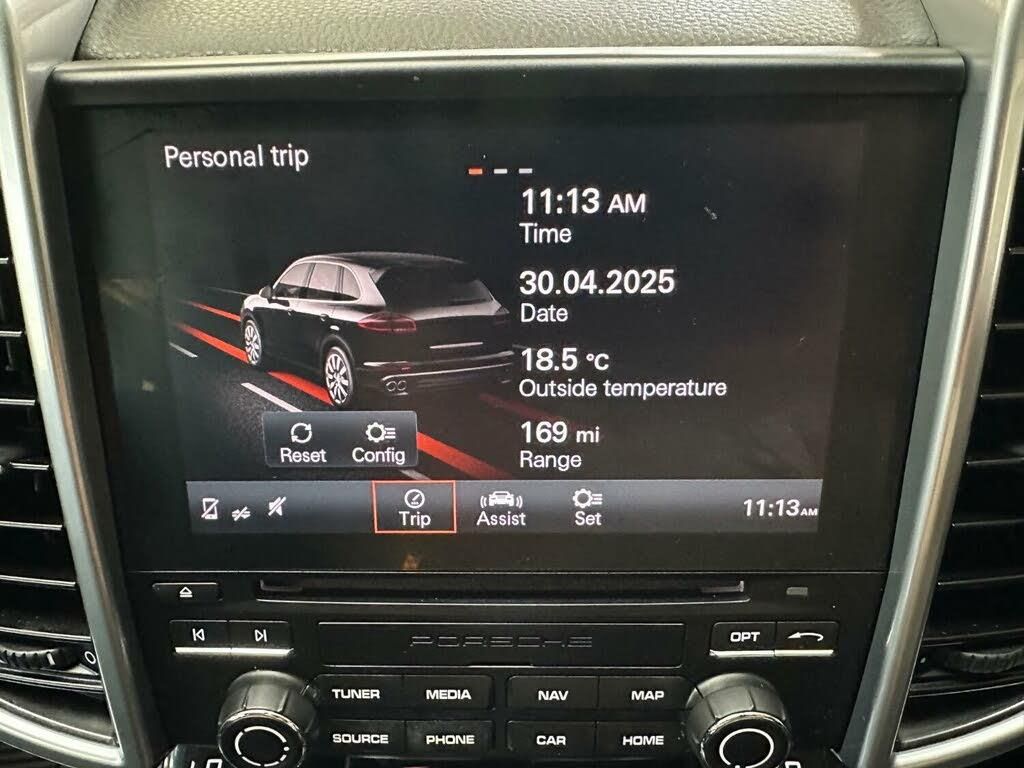 Personal trip
11:13 AM
Time
30.04.2025
Date
18.5 °C
Outside temperature
169 mi
Range
Reset Config
Trip Assist Set 11:13AM
PORSCHE
OPT
TUNER MEDIA NAV MAP
SOURCE PHONE CAR HOME